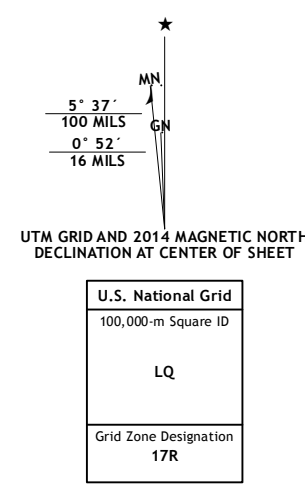 ★
MN
5° 37´
100 MILS
GN
0° 52´
16 MILS
UTM GRID AND 2014 MAGNETIC NORTH
DECLINATION AT CENTER OF SHEET
U.S. National Grid
100,000-m Square ID
LQ
Grid Zone Designation
17R